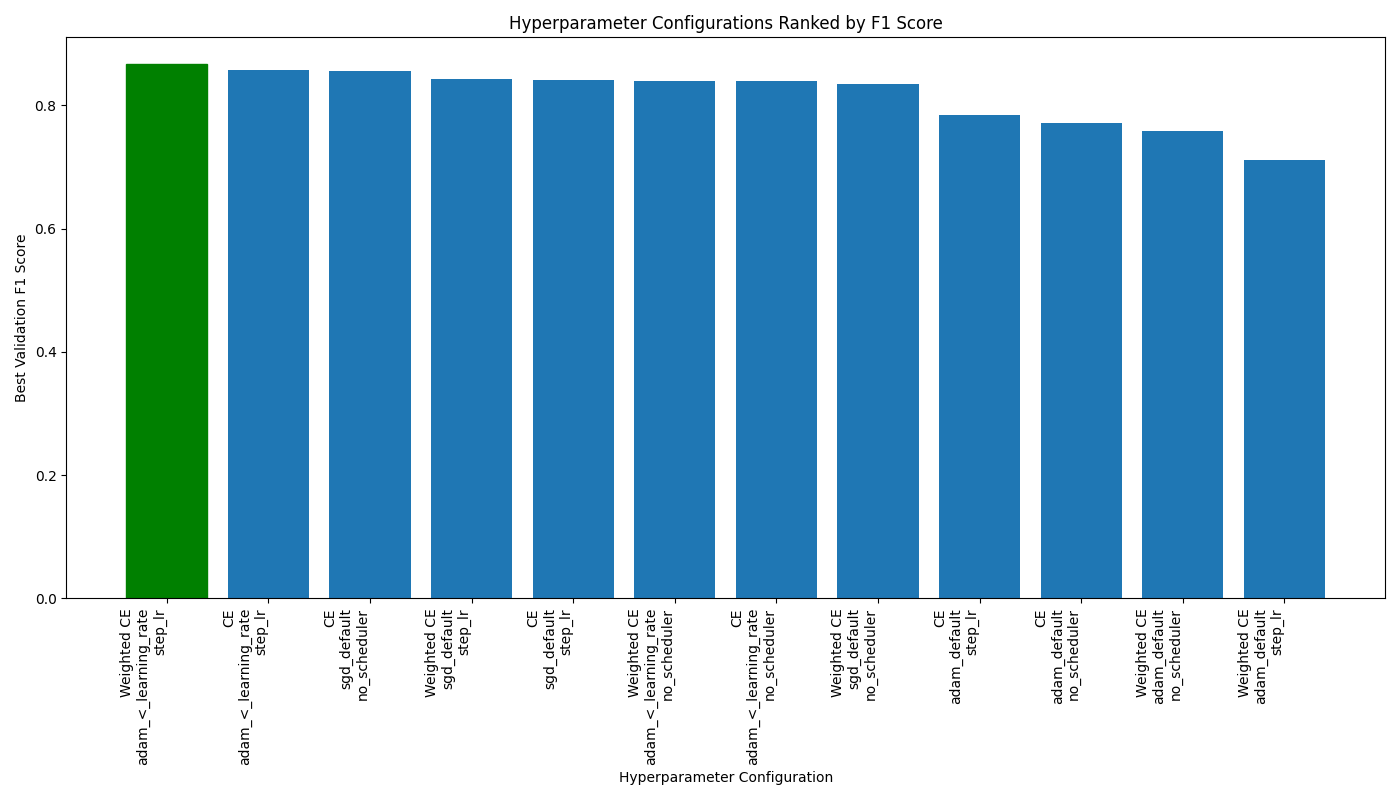 Hyperparameter Configurations Ranked by F1 Score
Best Validation F1 Score
0.8
0.6
0.4
0.2
0.0
Weighted CE
adam_<_learning_rate
step_lr
CE
adam_<_learning_rate
step_lr
CE
sgd_default
no_scheduler
Weighted CE
sgd_default
step_lr
CE
sgd_default
step_lr
Weighted CE
adam_<_learning_rate
no_scheduler
CE
adam_<_learning_rate
no_scheduler
Weighted CE
sgd_default
no_scheduler
CE
adam_default
step_lr
CE
adam_default
no_scheduler
Weighted CE
adam_default
no_scheduler
Weighted CE
adam_default
step_lr
Hyperparameter Configuration